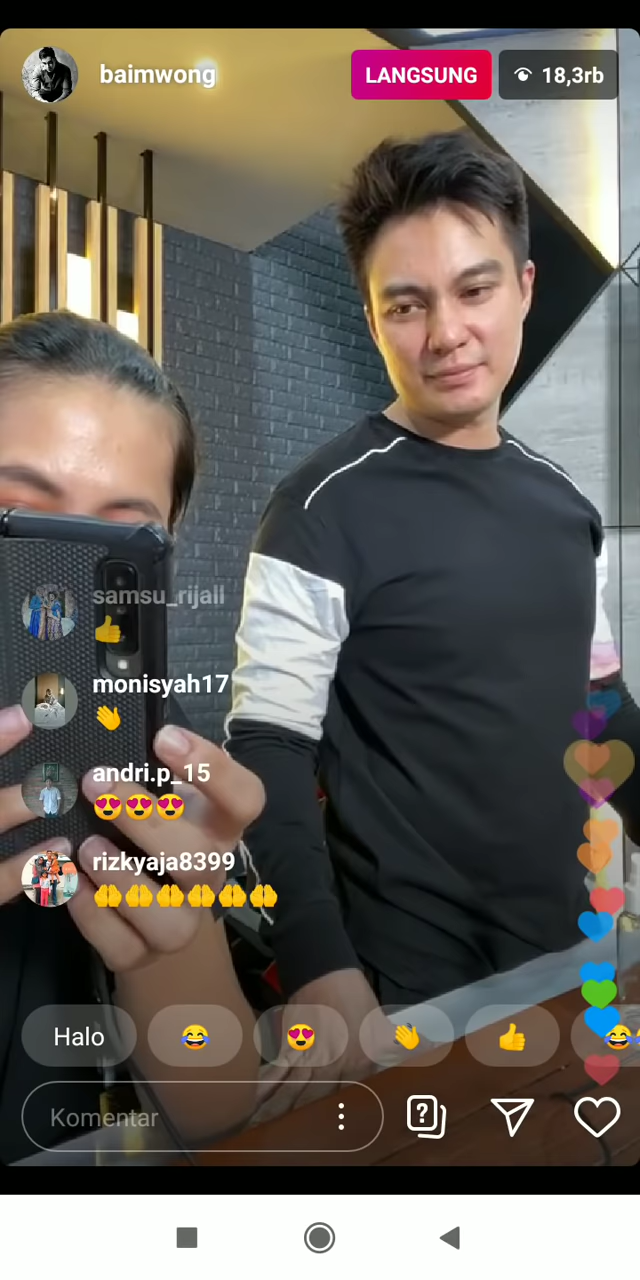 baimwong
LANGSUNG
18,3rb
samsu_rijall
👍
monisyah17
👋
andri.p_15
😍😍😍
rizkyaja8399
🤲🤲🤲🤲🤲🤲
Halo 😂 😍 👋 👍 😂
Komentar